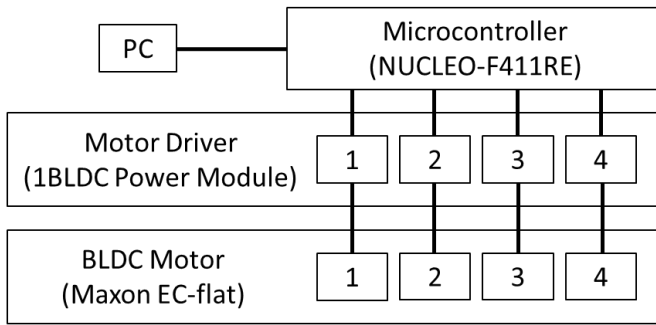 PC
Microcontroller
(NUCLEO-F411RE)
Motor Driver
(1BLDC Power Module)
1 2 3 4
BLDC Motor
(Maxon EC-flat)
1 2 3 4